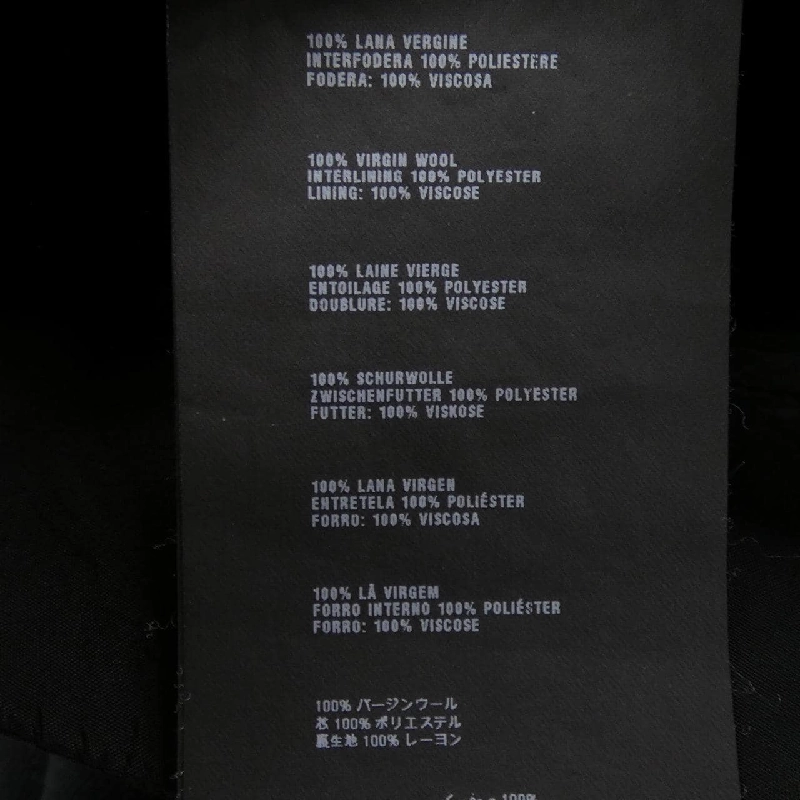 100% LANA VERGINE
INTERFODERA 100% POLIESTERE
FODERA: 100% VISCOSA
100% VIRGIN WOOL
INTERLINING 100% POLYESTER
LINING: 100% VISCOSE
100% LAINE VIERGE
ENTOILAGE 100% POLYESTER
DOUBLURE: 100% VISCOSE
100% SCHURWOLLE
ZWISCHENFUTTER 100% POLYESTER
FUTTER: 100% VISKOSE
100% LANA VIRGEN
ENTRETELA 100% POLIÉSTER
FORRO: 100% VISCOSA
100% LÃ VIRGEM
FORRO INTERNO 100% POLIÉSTER
FORRO: 100% VISCOSE
100% バージンウール
芯 100% ポリエステル
裏生地 100% レーヨン
100%